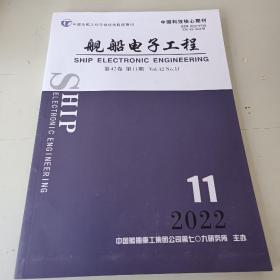 中国科技核心期刊
舰船电子工程
SHIP ELECTRONIC ENGINEERING
第42卷 第11期 Vol.42 No.11
SHIP
ELECTRONIC ENGINEERING
11
2022
中国船舶重工集团公司第七〇九研究所 主办